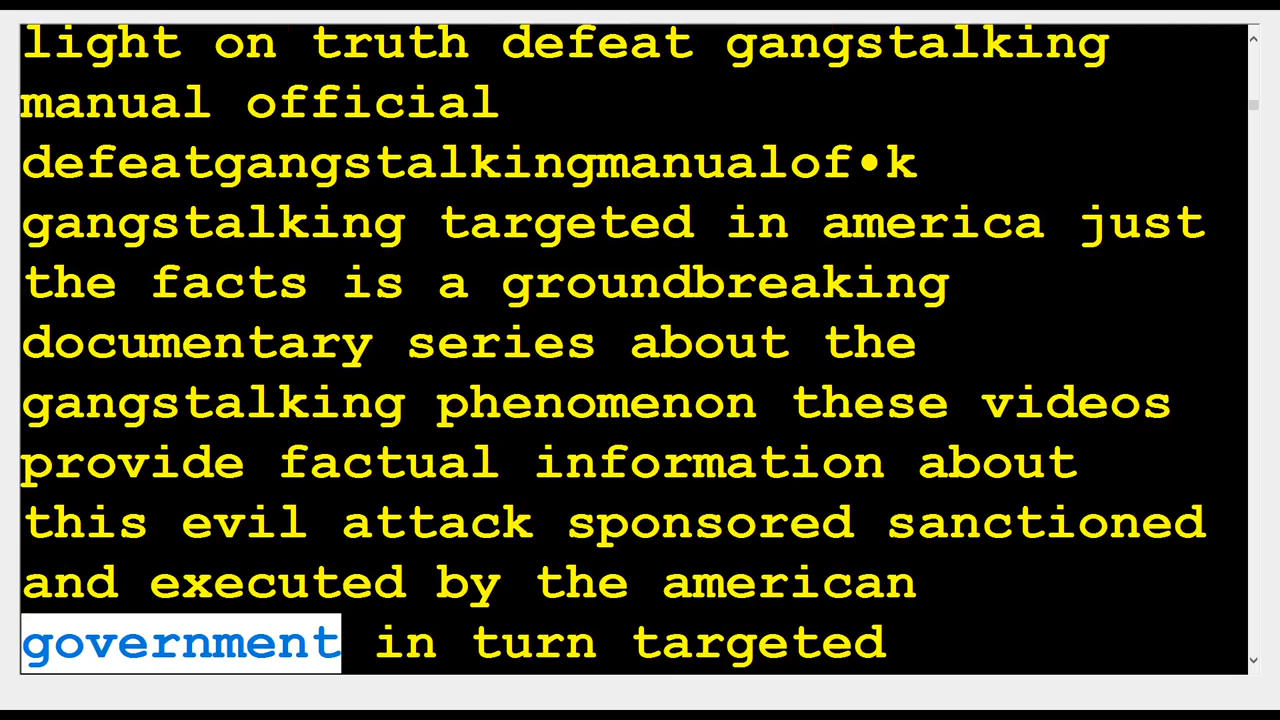 light on truth defeat gangstalking
manual official
defeatgangstalkingmanualof•k
gangstalking targeted in america just
the facts is a groundbreaking
documentary series about the
gangstalking phenomenon these videos
provide factual information about
this evil attack sponsored sanctioned
and executed by the american
government in turn targeted